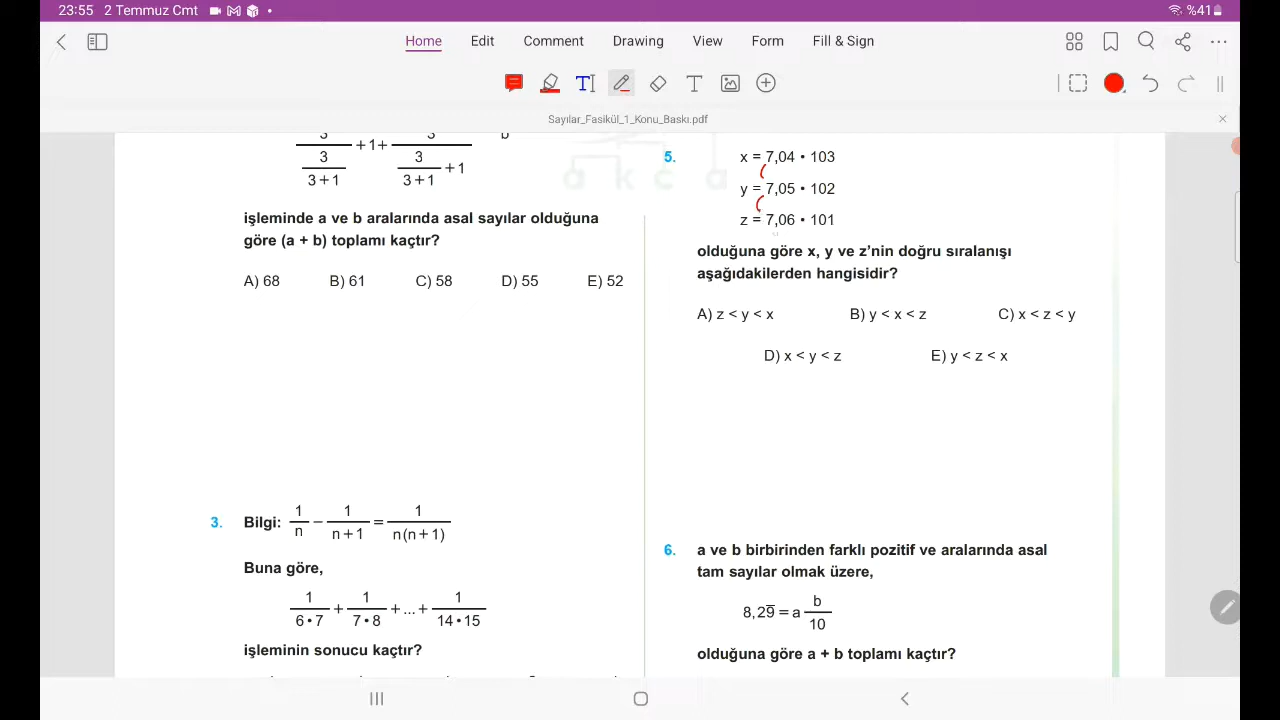 23:55 2 Temmuz Cmt %41
Home Edit Comment Drawing View Form Fill & Sign
Sayılar_Fasikül_1_Konu_Baskı.pdf
3/(3/(3+1)) +1+ 3/(3/(3+1) +1) b
işleminde a ve b aralarında asal sayılar olduğuna
göre (a + b) toplamı kaçtır?
A) 68 B) 61 C) 58 D) 55 E) 52
3. Bilgi: 1/n − 1/(n+1) = 1/(n(n+1))
Buna göre,
1/(6•7) + 1/(7•8) +...+ 1/(14•15)
işleminin sonucu kaçtır?
5. x = 7,04 • 103
y = 7,05 • 102
z = 7,06 • 101
olduğuna göre x, y ve z’nin doğru sıralanışı
aşağıdakilerden hangisidir?
A) z < y < x B) y < x < z C) x < z < y
D) x < y < z E) y < z < x
6. a ve b birbirinden farklı pozitif ve aralarında asal
tam sayılar olmak üzere,
8,29̅ = a b/10
olduğuna göre a + b toplamı kaçtır?